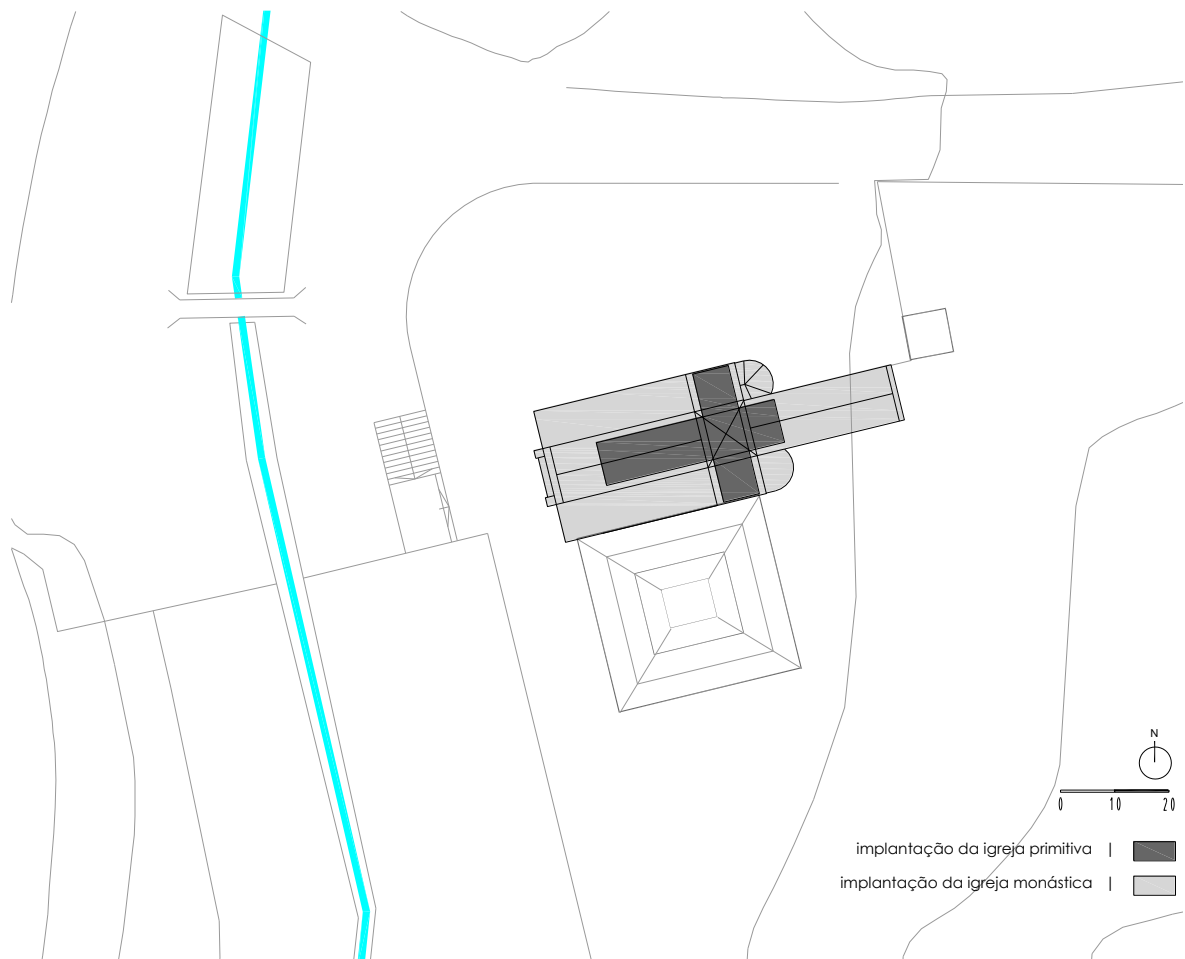 N
0 10 20
implantação da igreja primitiva |
implantação da igreja monástica |